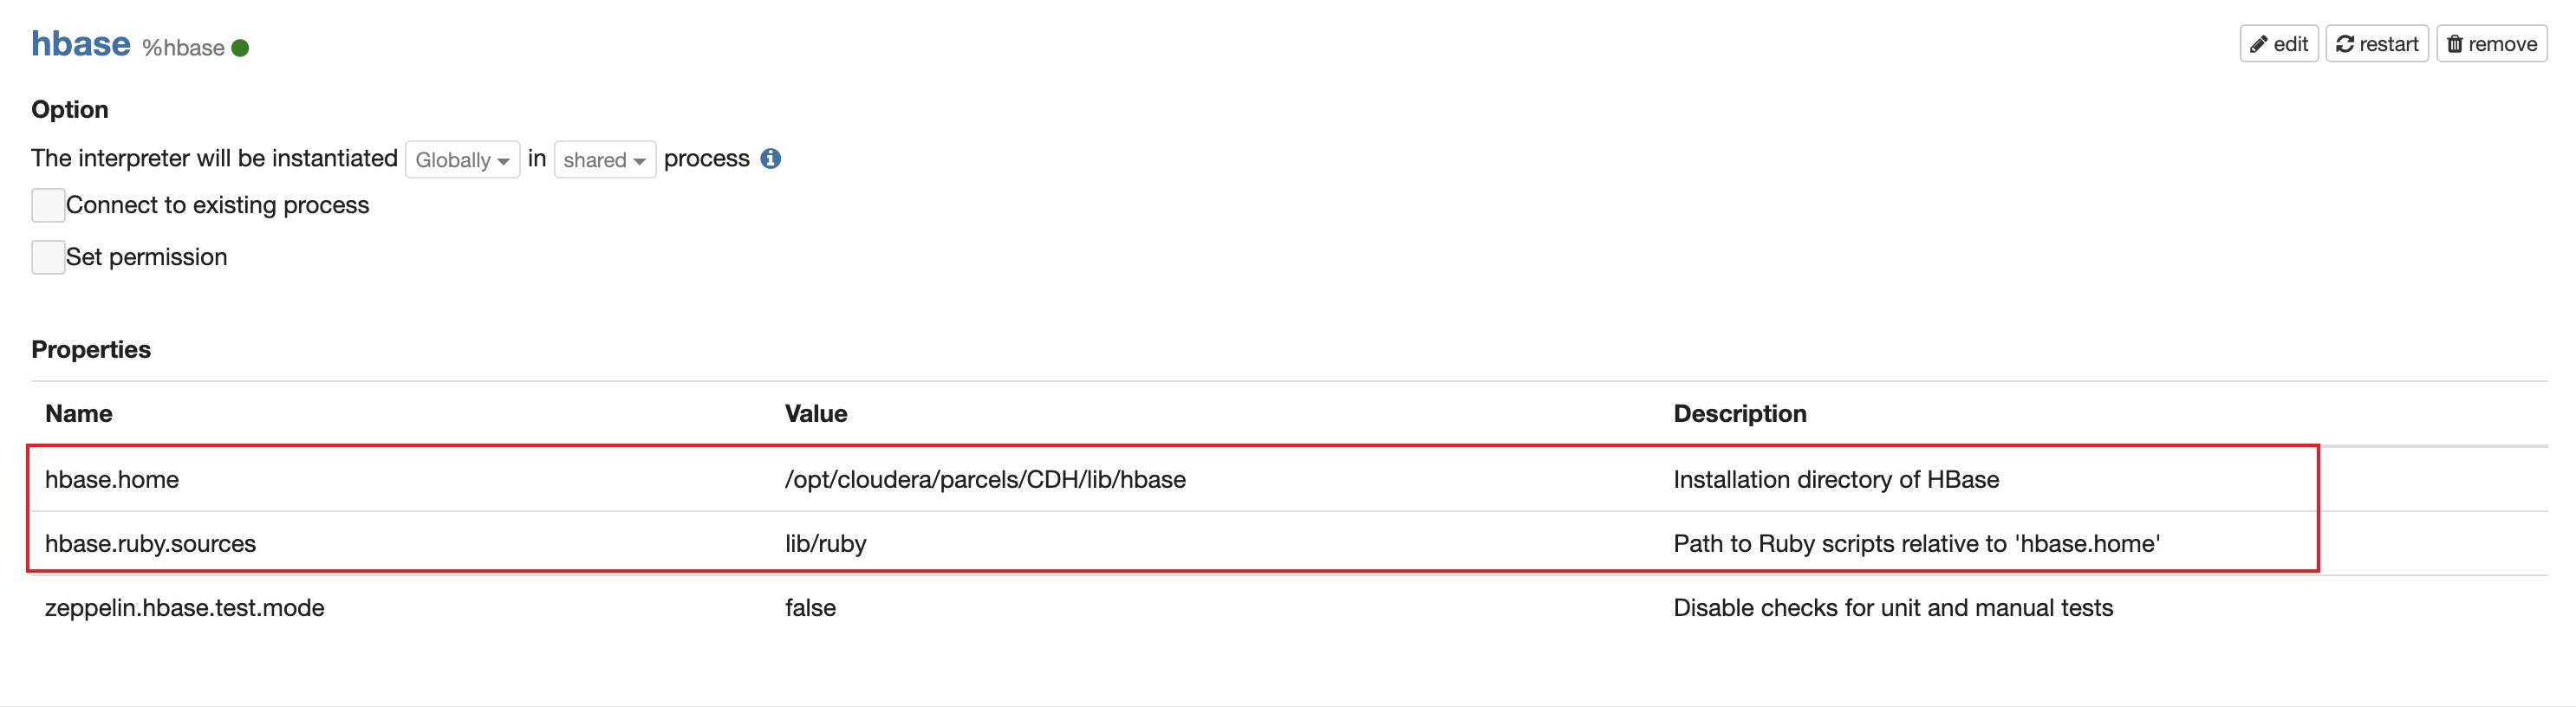 hbase %hbase
edit restart remove
Option
The interpreter will be instantiated Globally in shared process
Connect to existing process
Set permission
Properties
Name Value Description
hbase.home /opt/cloudera/parcels/CDH/lib/hbase Installation directory of HBase
hbase.ruby.sources lib/ruby Path to Ruby scripts relative to 'hbase.home'
zeppelin.hbase.test.mode false Disable checks for unit and manual tests